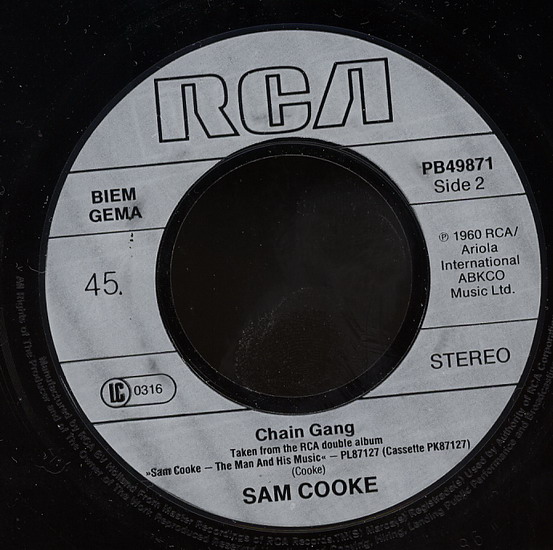 RCA
BIEM
GEMA
PB49871
Side 2
45.
℗ 1960 RCA/
Ariola
International
ABKCO
Music Ltd.
STEREO
LC 0316
Chain Gang
Taken from the RCA double album
»Sam Cooke — The Man And His Music« — PL87127 (Cassette PK87127)
(Cooke)
SAM COOKE